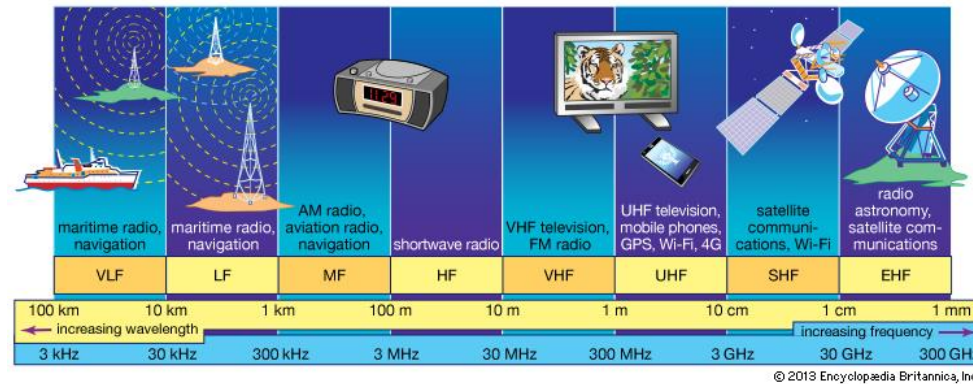 11:29
maritime radio,
navigation
maritime radio,
navigation
AM radio,
aviation radio,
navigation
shortwave radio
VHF television,
FM radio
UHF television,
mobile phones,
GPS, Wi-Fi, 4G
satellite
communi-
cations, Wi-Fi
radio
astronomy,
satellite com-
munications
VLF LF MF HF VHF UHF SHF EHF
100 km 10 km 1 km 100 m 10 m 1 m 10 cm 1 cm 1 mm
increasing wavelength increasing frequency
3 kHz 30 kHz 300 kHz 3 MHz 30 MHz 300 MHz 3 GHz 30 GHz 300 GH
© 2013 Encyclopædia Britannica, Inc